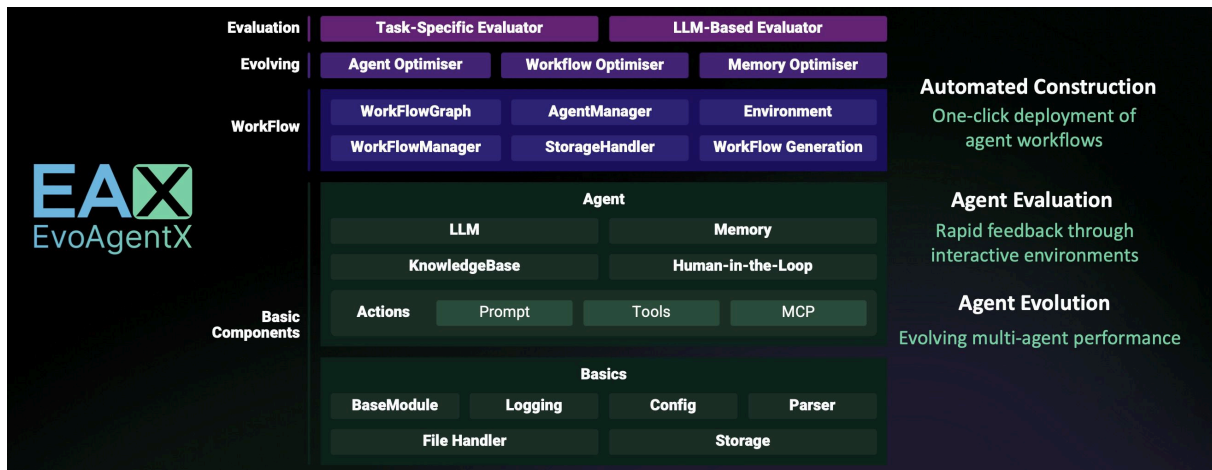 Evaluation
Task-Specific Evaluator
LLM-Based Evaluator
Evolving
Agent Optimiser
Workflow Optimiser
Memory Optimiser
WorkFlow
WorkFlowGraph
AgentManager
Environment
WorkFlowManager
StorageHandler
WorkFlow Generation
EAX
EvoAgentX
Basic
Components
Agent
LLM
Memory
KnowledgeBase
Human-in-the-Loop
Actions
Prompt
Tools
MCP
Basics
BaseModule
Logging
Config
Parser
File Handler
Storage
Automated Construction
One-click deployment of
agent workflows
Agent Evaluation
Rapid feedback through
interactive environments
Agent Evolution
Evolving multi-agent performance